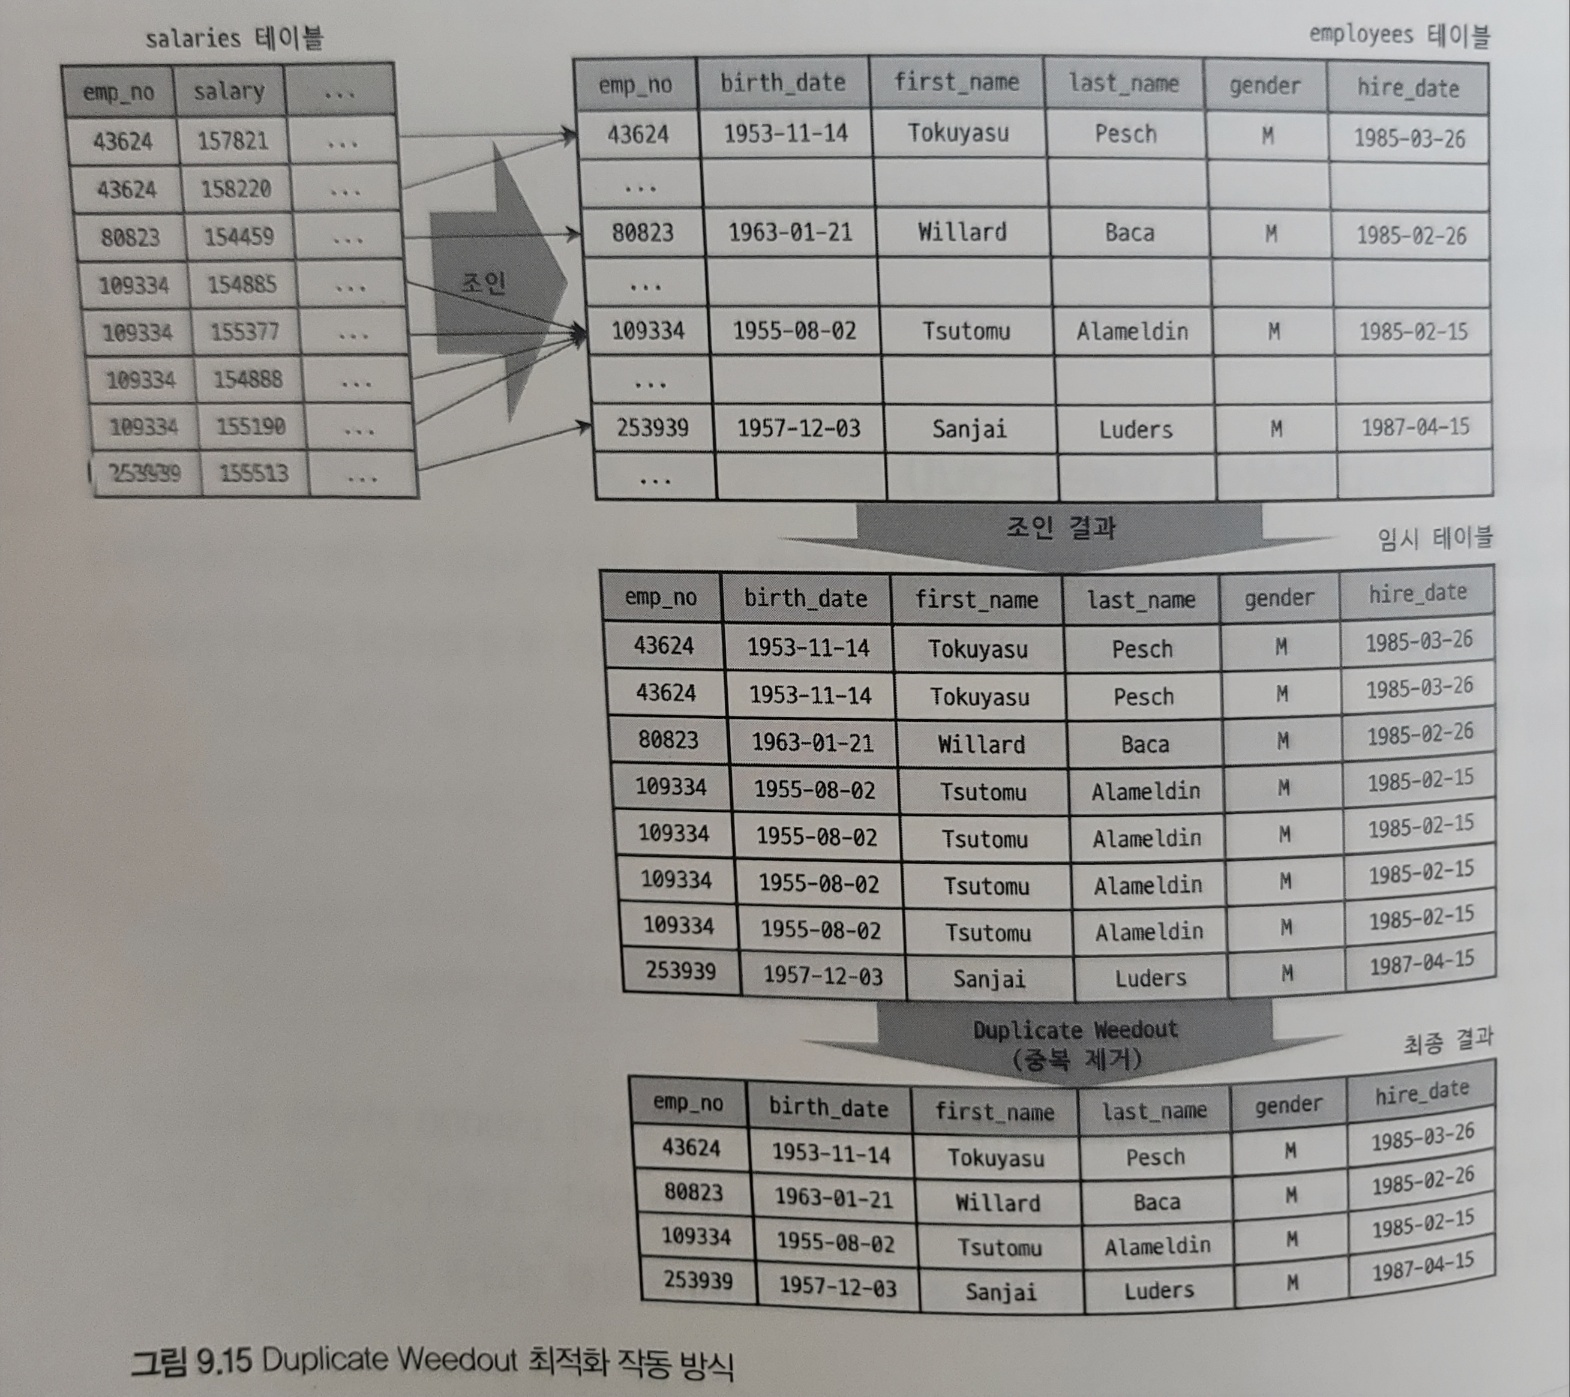 salaries 테이블
emp_no salary ...
43624 157821 ...
43624 158220 ...
80823 154459 ...
109334 154885 ...
109334 155377 ...
109334 154888 ...
109334 155190 ...
253939 155513 ...
조인
employees 테이블
emp_no birth_date first_name last_name gender hire_date
43624 1953-11-14 Tokuyasu Pesch M 1985-03-26
...
80823 1963-01-21 Willard Baca M 1985-02-26
...
109334 1955-08-02 Tsutomu Alameldin M 1985-02-15
...
253939 1957-12-03 Sanjai Luders M 1987-04-15
...
조인 결과
임시 테이블
emp_no birth_date first_name last_name gender hire_date
43624 1953-11-14 Tokuyasu Pesch M 1985-03-26
43624 1953-11-14 Tokuyasu Pesch M 1985-03-26
80823 1963-01-21 Willard Baca M 1985-02-26
109334 1955-08-02 Tsutomu Alameldin M 1985-02-15
109334 1955-08-02 Tsutomu Alameldin M 1985-02-15
109334 1955-08-02 Tsutomu Alameldin M 1985-02-15
109334 1955-08-02 Tsutomu Alameldin M 1985-02-15
253939 1957-12-03 Sanjai Luders M 1987-04-15
Duplicate Weedout
(중복 제거)
최종 결과
emp_no birth_date first_name last_name gender hire_date
43624 1953-11-14 Tokuyasu Pesch M 1985-03-26
80823 1963-01-21 Willard Baca M 1985-02-26
109334 1955-08-02 Tsutomu Alameldin M 1985-02-15
253939 1957-12-03 Sanjai Luders M 1987-04-15
그림 9.15 Duplicate Weedout 최적화 작동 방식